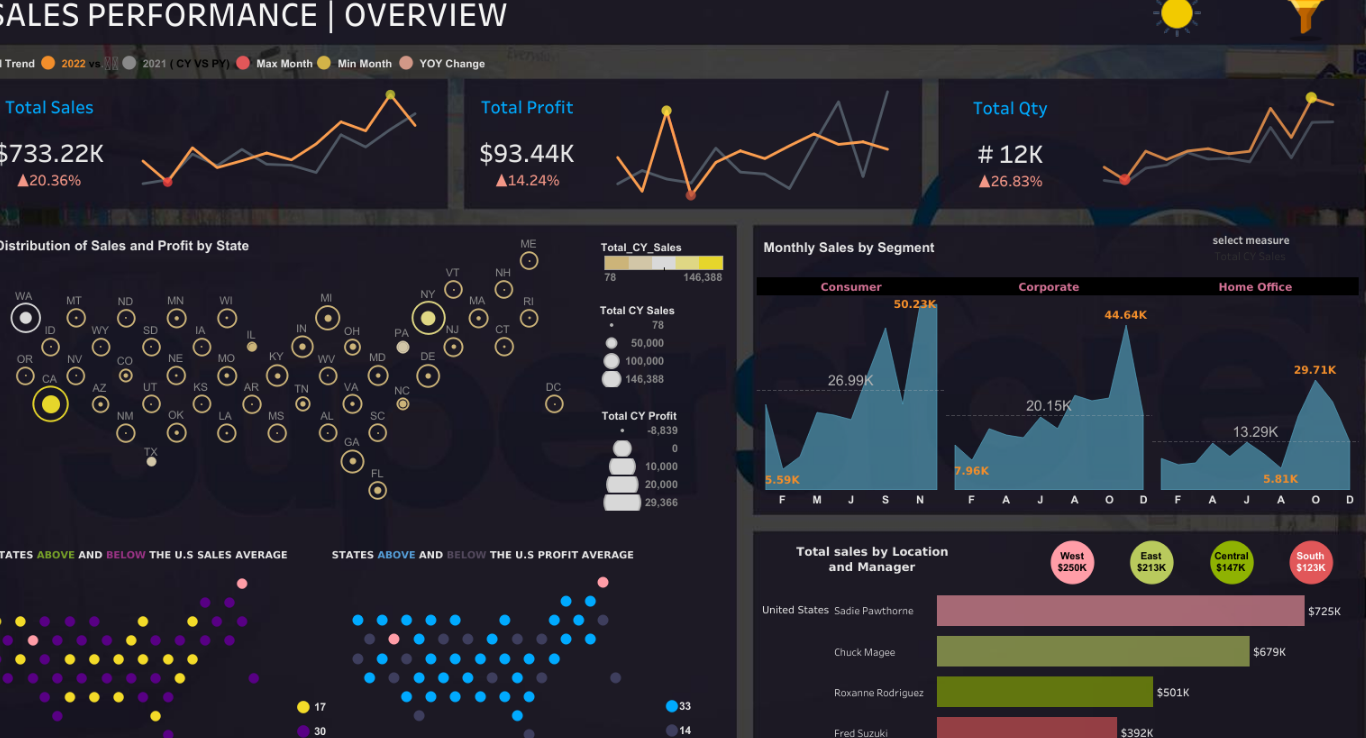 SALES PERFORMANCE | OVERVIEW
l Trend 2022 vs 2021 ( CY VS PY) Max Month Min Month YOY Change
Total Sales
$733.22K
▲20.36%
Total Profit
$93.44K
▲14.24%
Total Qty
# 12K
▲26.83%
Distribution of Sales and Profit by State
ME
VT NH
WA MT ND MN WI MI NY MA RI
ID WY SD IA IL IN OH PA NJ CT
OR NV CO NE MO KY WV MD DE
CA AZ UT KS AR TN VA NC DC
NM OK LA MS AL SC
TX GA
FL
Total_CY_Sales
78 146,388
Total CY Sales
78
50,000
100,000
146,388
Total CY Profit
-8,839
0
10,000
20,000
29,366
Monthly Sales by Segment
select measure
Total CY Sales
Consumer Corporate Home Office
50.23K
44.64K
29.71K
26.99K
20.15K
13.29K
5.59K
7.96K
5.81K
F M J S N F A J A O D F A J A O D
TATES ABOVE AND BELOW THE U.S SALES AVERAGE
17
30
STATES ABOVE AND BELOW THE U.S PROFIT AVERAGE
33
14
Total sales by Location
and Manager
West
$250K
East
$213K
Central
$147K
South
$123K
United States Sadie Pawthorne $725K
Chuck Magee $679K
Roxanne Rodriguez $501K
Fred Suzuki $392K
Superstore
Everyday